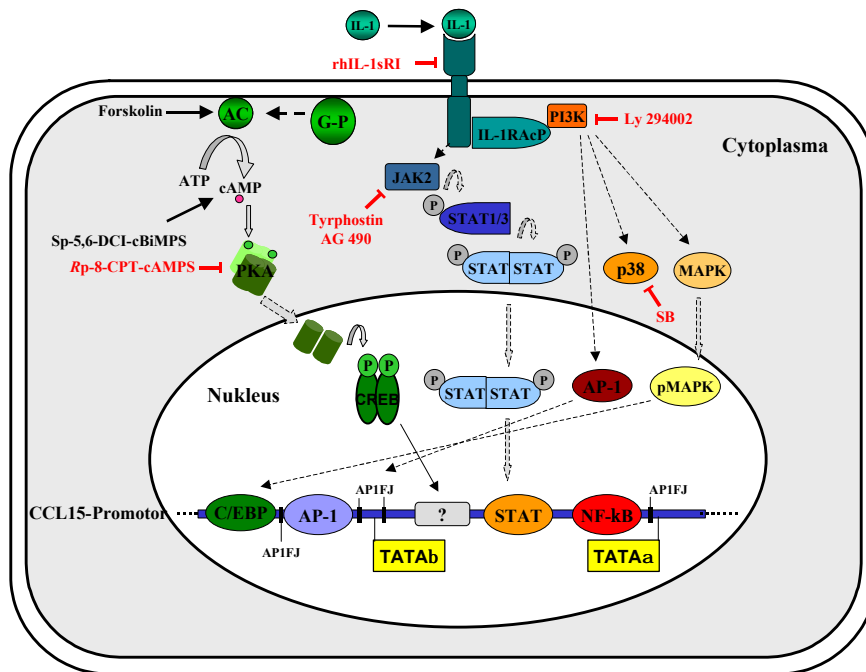 IL-1
IL-1
rhIL-1sRI
Forskolin
AC
G-P
IL-1RAcP
PI3K
Ly 294002
Cytoplasma
ATP
cAMP
JAK2
P
STAT1/3
Tyrphostin
AG 490
Sp-5,6-DCI-cBiMPS
Rp-8-CPT-cAMPS
PKA
P
P
STAT
STAT
p38
MAPK
SB
P
P
CREB
Nukleus
P
P
STAT
STAT
AP-1
pMAPK
CCL15-Promotor
C/EBP
AP1FJ
AP-1
AP1FJ
?
STAT
NF-kB
AP1FJ
TATAb
TATAa